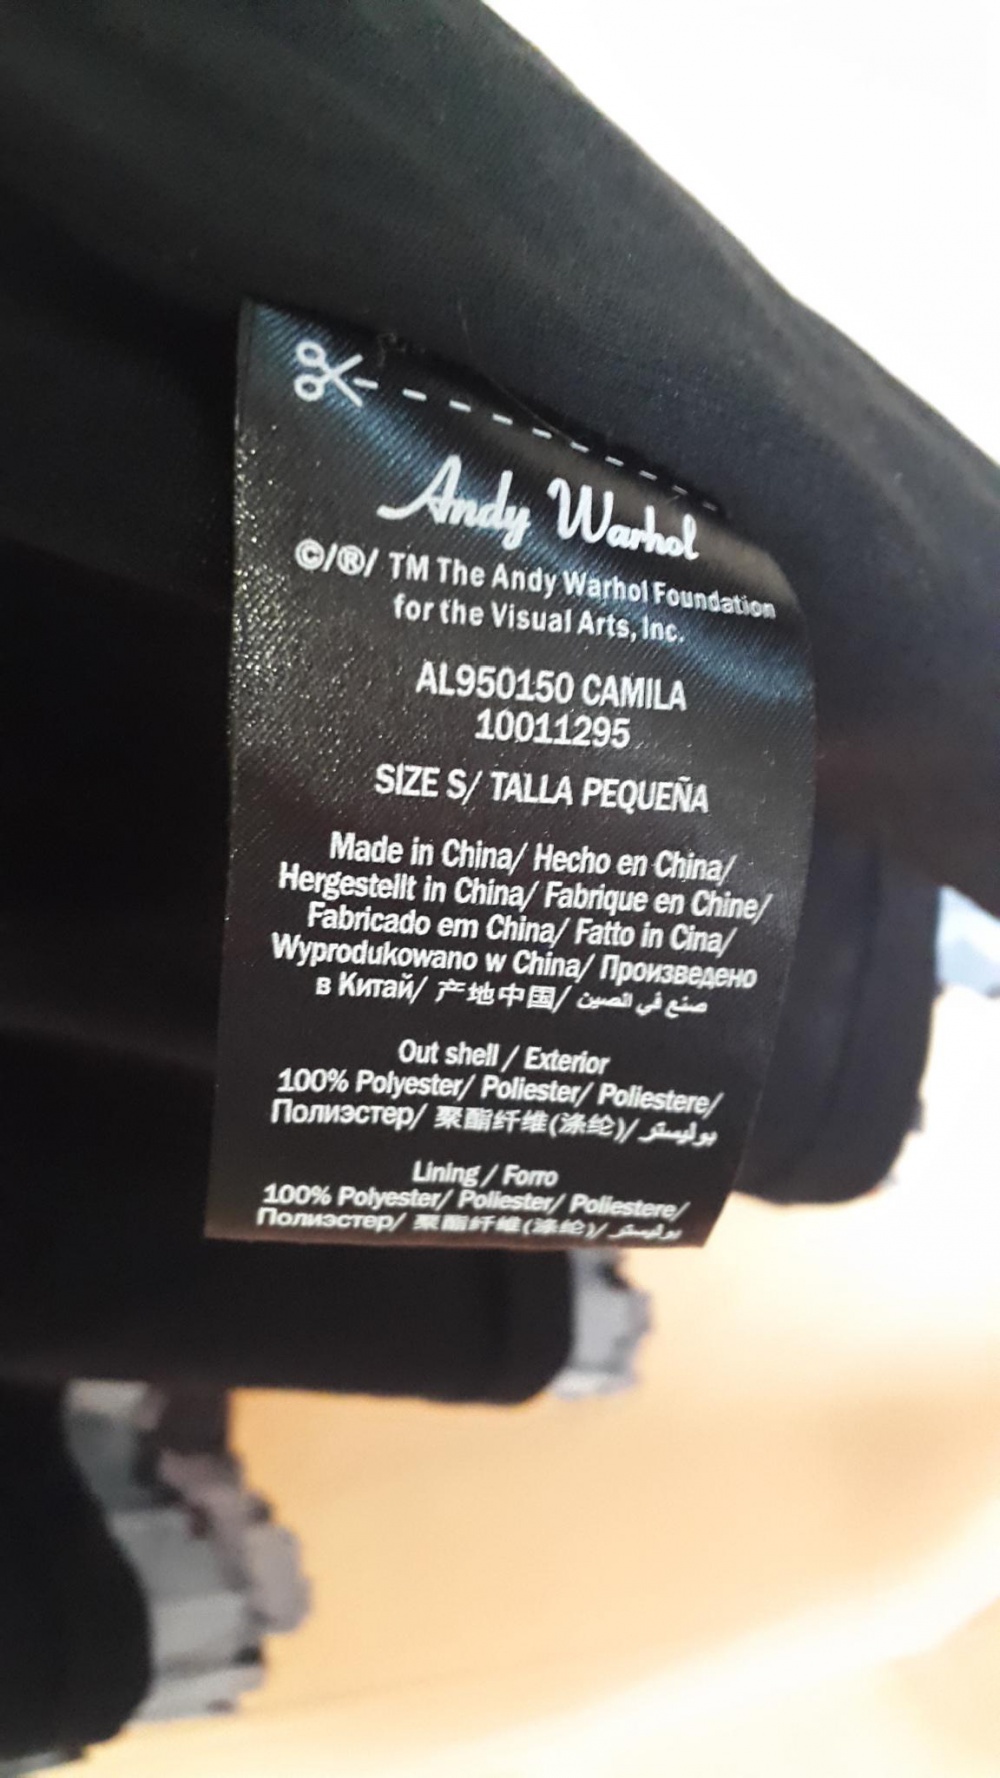 Andy Warhol
©/®/ TM The Andy Warhol Foundation
for the Visual Arts, Inc.
AL950150 CAMILA
10011295
SIZE S/ TALLA PEQUEÑA
Made in China/ Hecho en China/
Hergestellt in China/ Fabrique en Chine/
Fabricado em China/ Fatto in Cina/
Wyprodukowano w China/ Произведено
в Китай/ 产地中国/ صنع في الصين
Out shell / Exterior
100% Polyester/ Poliester/ Poliestere/
Полиэстер/ 聚酯纤维(涤纶)/ بوليستر
Lining / Forro
100% Polyester/ Poliester/ Poliestere/
Полиэстер/ 聚酯纤维(涤纶)/ بوليستر